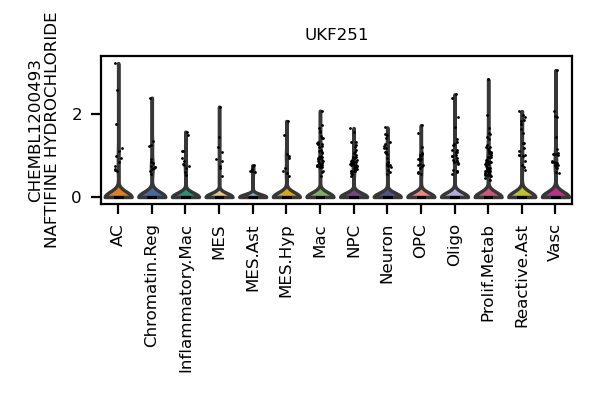 UKF251
CHEMBL1200493
NAFTIFINE HYDROCHLORIDE
2
0
AC
Chromatin.Reg
Inflammatory.Mac
MES
MES.Ast
MES.Hyp
Mac
NPC
Neuron
OPC
Oligo
Prolif.Metab
Reactive.Ast
Vasc